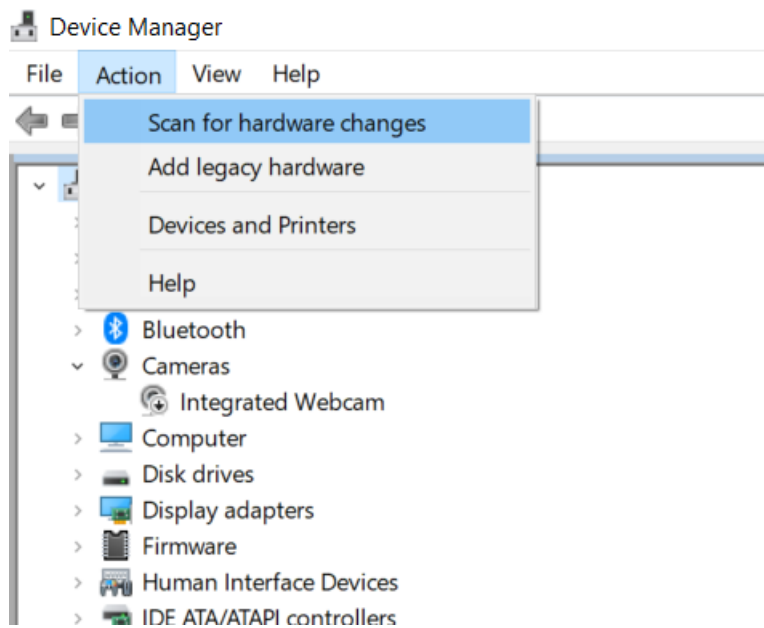 Device Manager
File Action View Help
Scan for hardware changes
Add legacy hardware
Devices and Printers
Help
Bluetooth
Cameras
Integrated Webcam
Computer
Disk drives
Display adapters
Firmware
Human Interface Devices
IDE ATA/ATAPI controllers